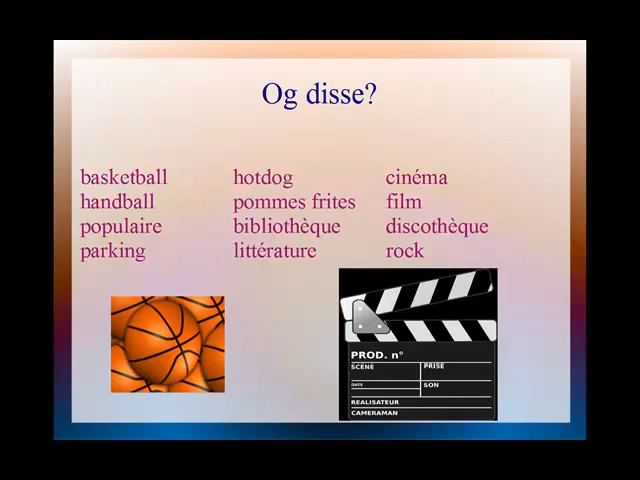 Og disse?
basketball
handball
populaire
parking
hotdog
pommes frites
bibliothèque
littérature
cinéma
film
discothèque
rock
PROD. n°
SCENE
PRISE
DATE
SON
REALISATEUR
CAMERAMAN